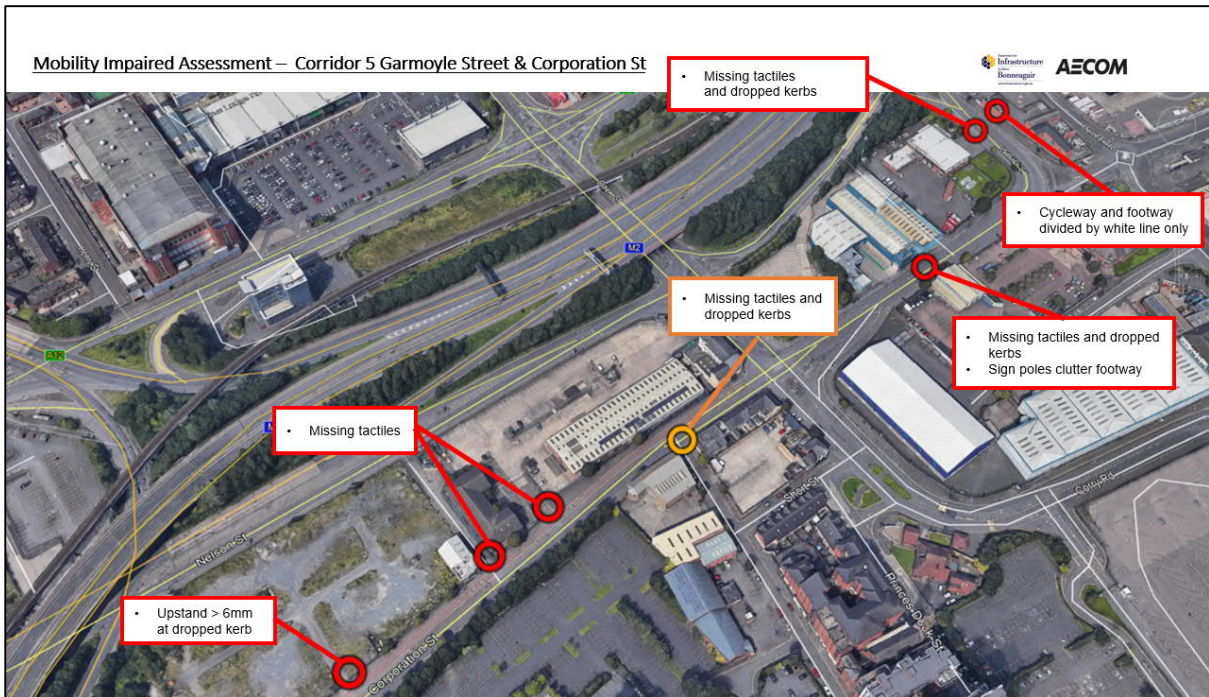 Mobility Impaired Assessment – Corridor 5 Garmoyle Street & Corporation St
Infrastructure
Bonneagair
AECOM
• Missing tactiles
and dropped kerbs
• Cycleway and footway
divided by white line only
M2
• Missing tactiles and
dropped kerbs
• Missing tactiles and dropped
kerbs
• Sign poles clutter footway
A12
• Missing tactiles
Short St
Corry Rd
Nelson St
Princes Dock St
• Upstand > 6mm
at dropped kerb
Corporation St